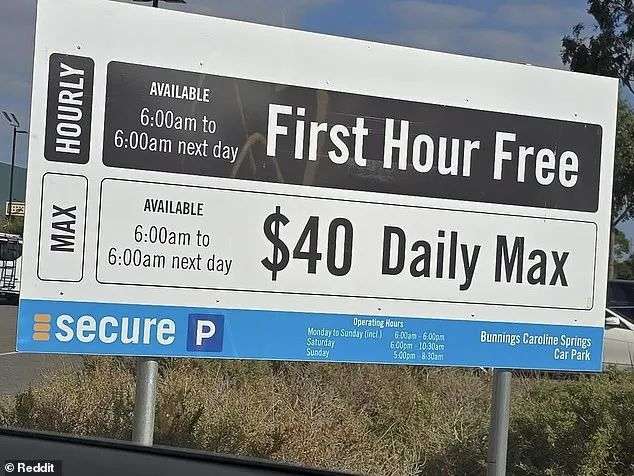 HOURLY
AVAILABLE
6:00am to
6:00am next day
First Hour Free
MAX
AVAILABLE
6:00am to
6:00am next day
$40 Daily Max
secure P
Operating Hours
Monday to Sunday (incl.) 6:00am - 6:00pm
Saturday 6:00pm - 10:30am
Sunday 5:00pm - 8:30am
Bunnings Caroline Springs
Car Park
© Reddit